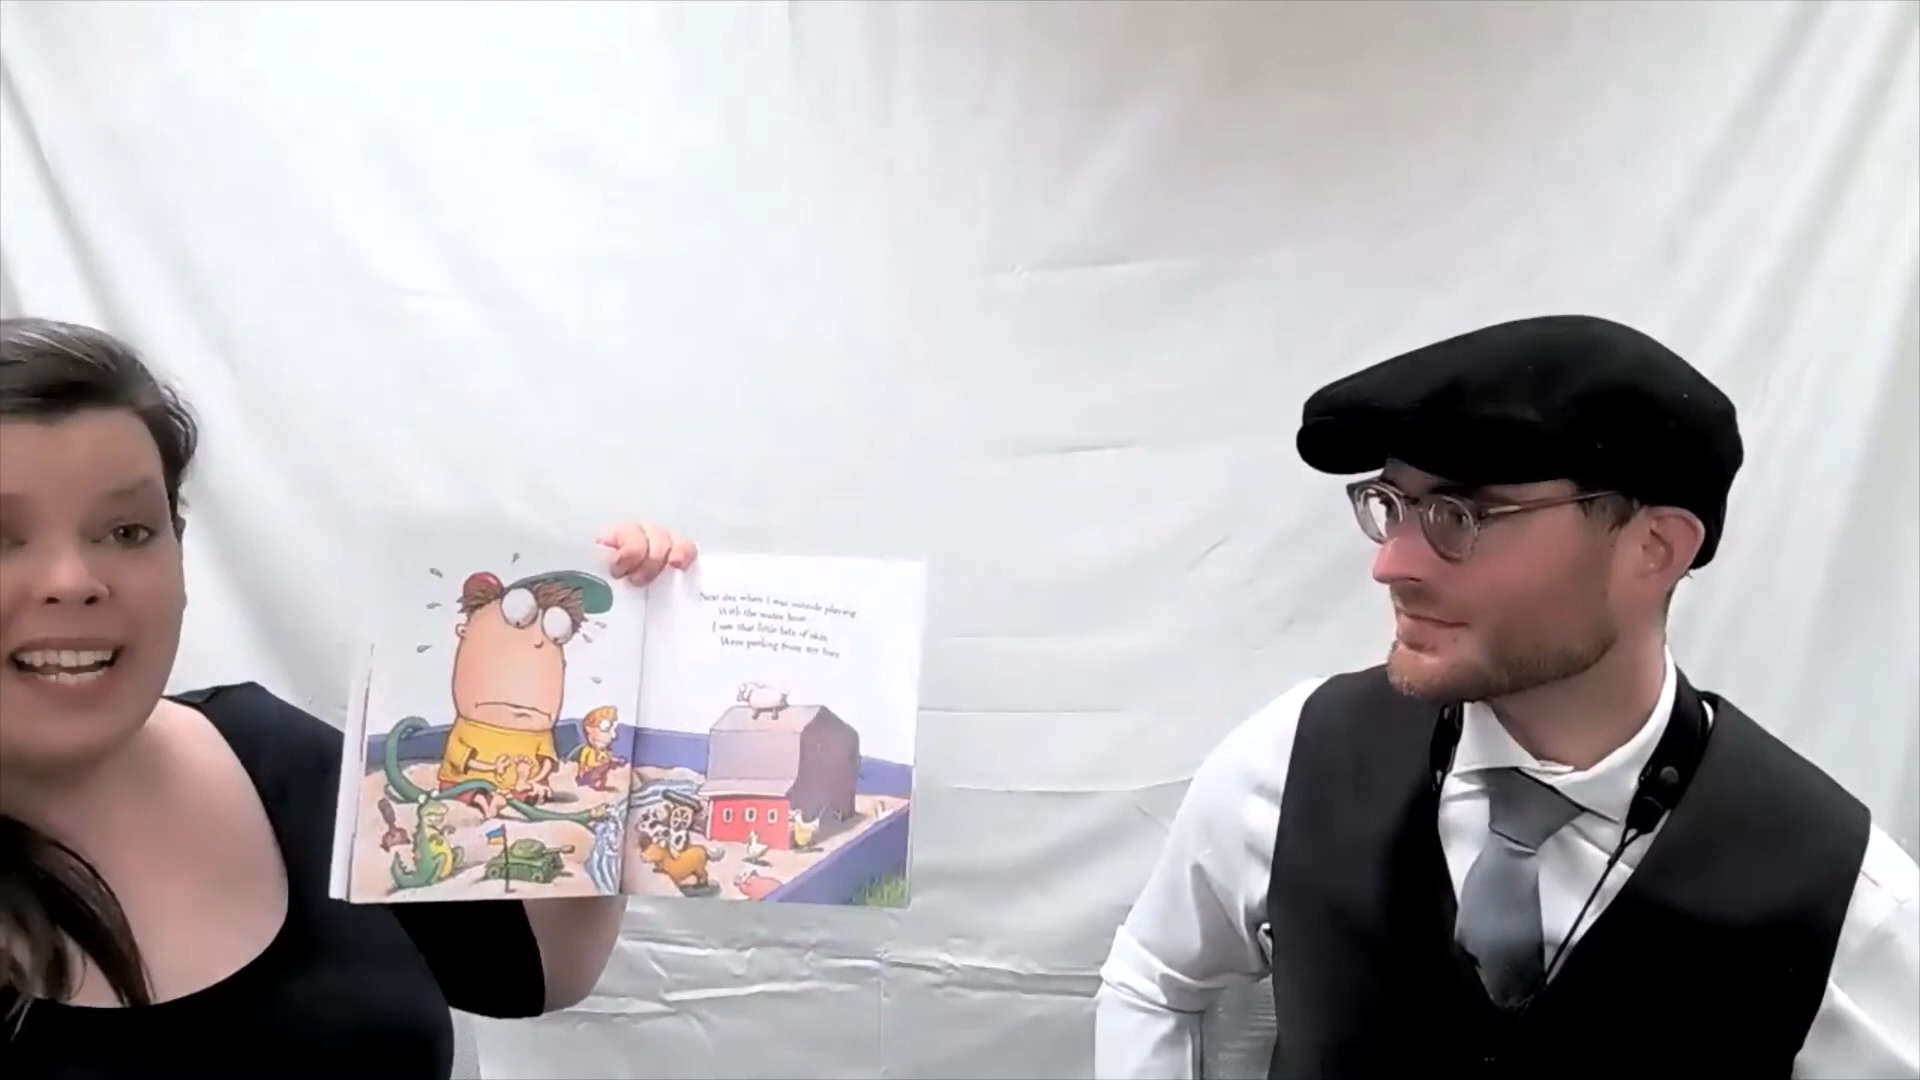 Next day when I was outside playing
With the water hose
I saw that little bits of skin
Were peeling from my toes